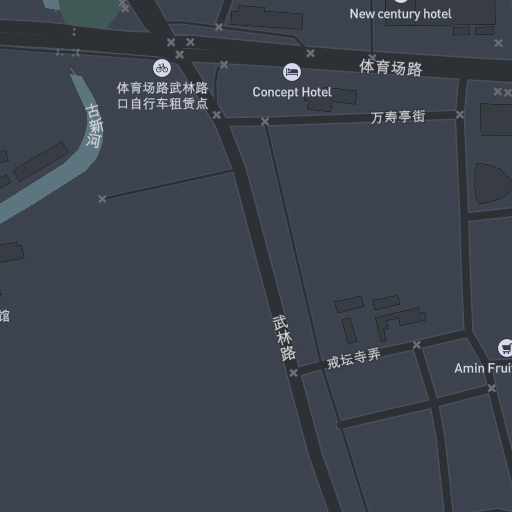 New century hotel
体育场路
体育场路武林路
口自行车租赁点
Concept Hotel
万寿亭街
古新河
馆
武林路
戒坛寺弄
Amin Frui